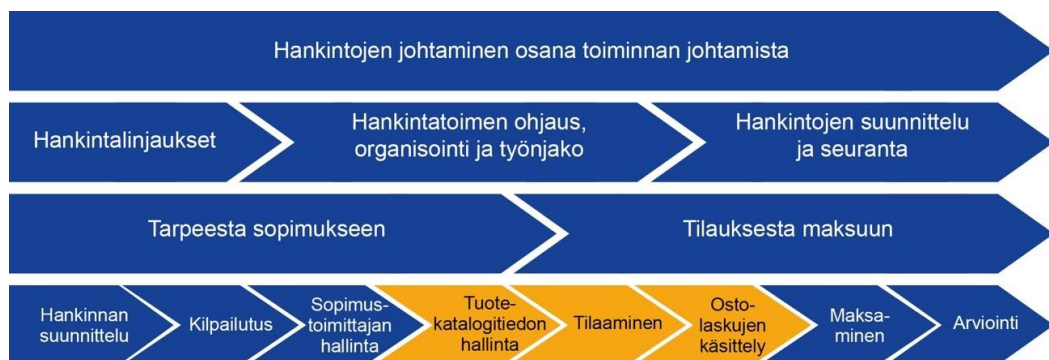 Hankintojen johtaminen osana toiminnan johtamista
Hankintalinjaukset
Hankintatoimen ohjaus,
organisointi ja työnjako
Hankintojen suunnittelu
ja seuranta
Tarpeesta sopimukseen
Tilauksesta maksuun
Hankinnan
suunnittelu
Kilpailutus
Sopimus-
toimittajan
hallinta
Tuote-
katalogitiedon
hallinta
Tilaaminen
Osto-
laskujen
käsittely
Maksa-
minen
Arviointi